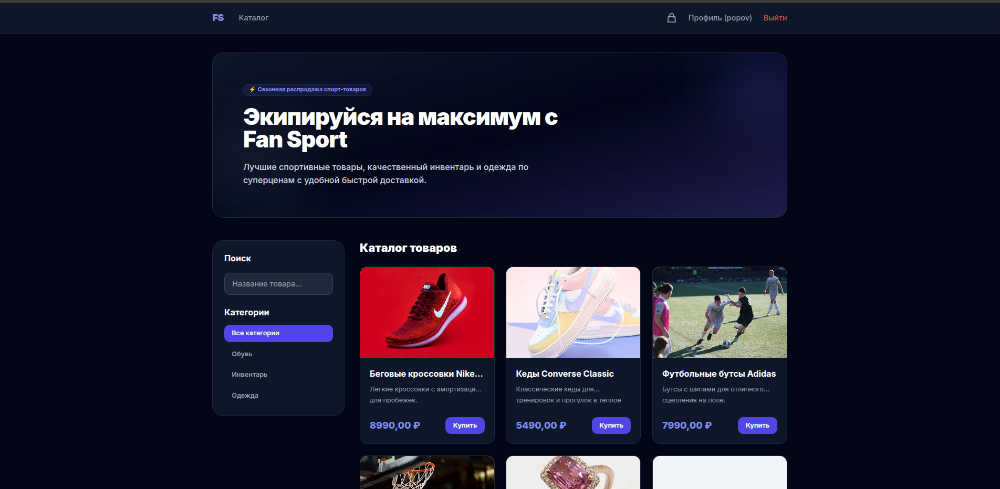 FS
Каталог
Профиль (popov)
Выйти
⚡ Сезонная распродажа спорт-товаров
Экипируйся на максимум с
Fan Sport
Лучшие спортивные товары, качественный инвентарь и одежда по
суперценам с удобной быстрой доставкой.
Поиск
Название товара...
Категории
Все категории
Обувь
Инвентарь
Одежда
Каталог товаров
NIKE
Беговые кроссовки Nike...
Легкие кроссовки с амортизаци...
для пробежек.
8990,00 ₽
Купить
Кеды Converse Classic
Классические кеды для...
тренировок и прогулок в теплое
5490,00 ₽
Купить
Футбольные бутсы Adidas
Бутсы с шипами для отличного...
сцепления на поле.
7990,00 ₽
Купить